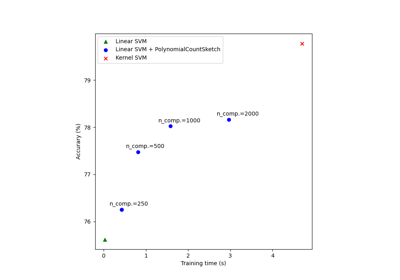 Linear SVM
Linear SVM + PolynomialCountSketch
Kernel SVM
79
n_comp.=2000
n_comp.=1000
78
n_comp.=500
77
n_comp.=250
76
Accurary (%)
0 1 2 3 4
Training time (s)